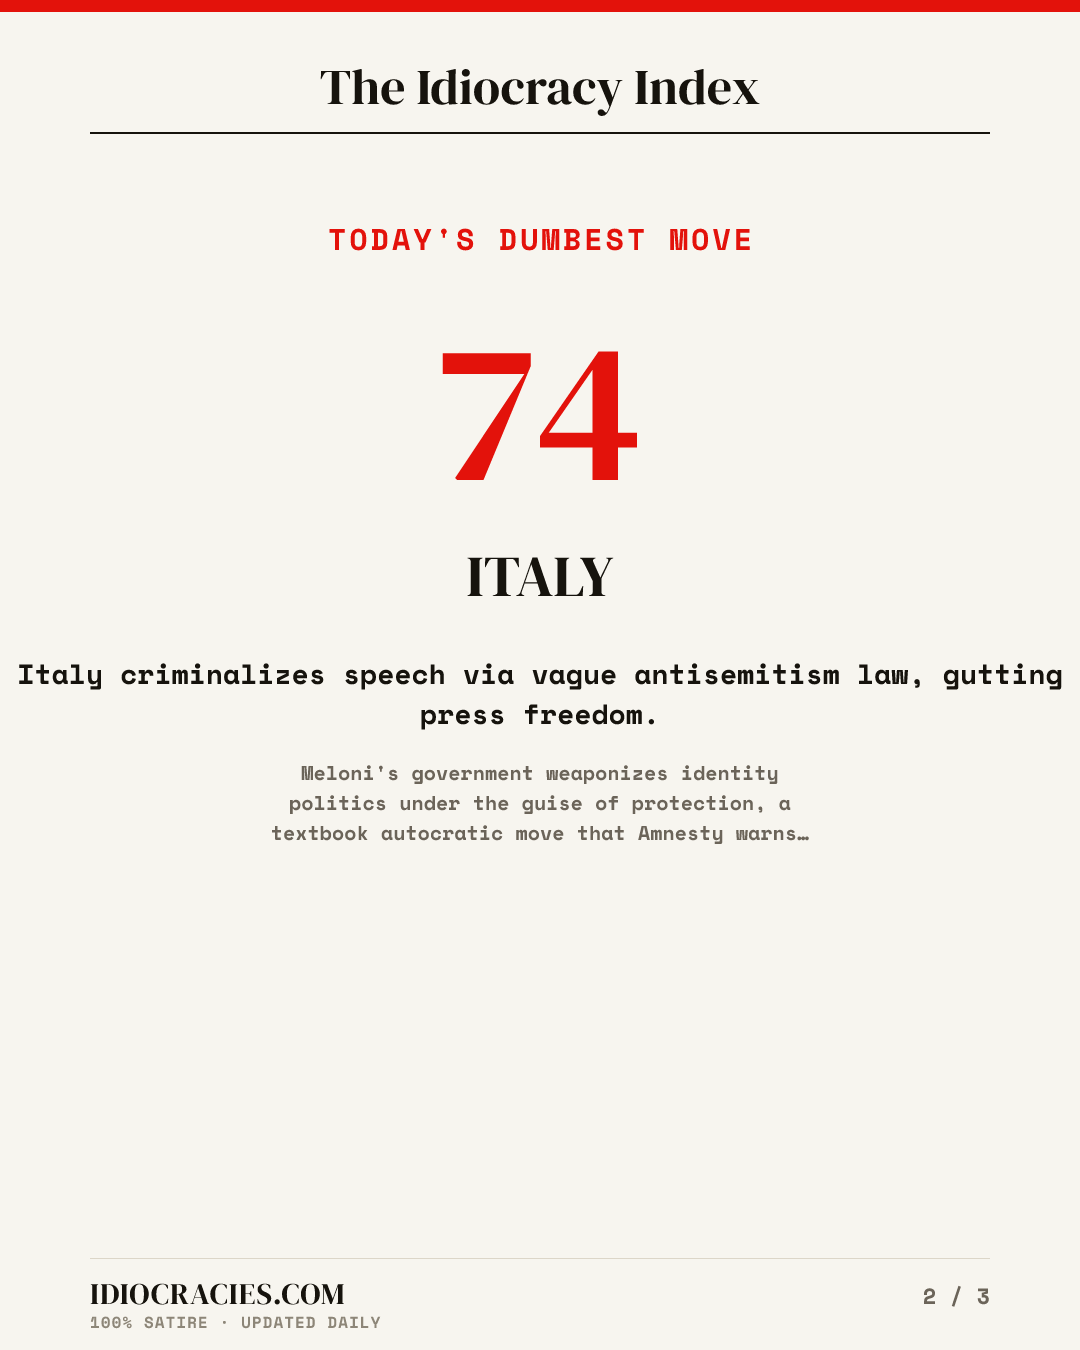 The Idiocracy Index
TODAY'S DUMBEST MOVE
74
ITALY
Italy criminalizes speech via vague antisemitism law, gutting
press freedom.
Meloni's government weaponizes identity
politics under the guise of protection, a
textbook autocratic move that Amnesty warns…
IDIOCRACIES.COM
2 / 3
100% SATIRE · UPDATED DAILY